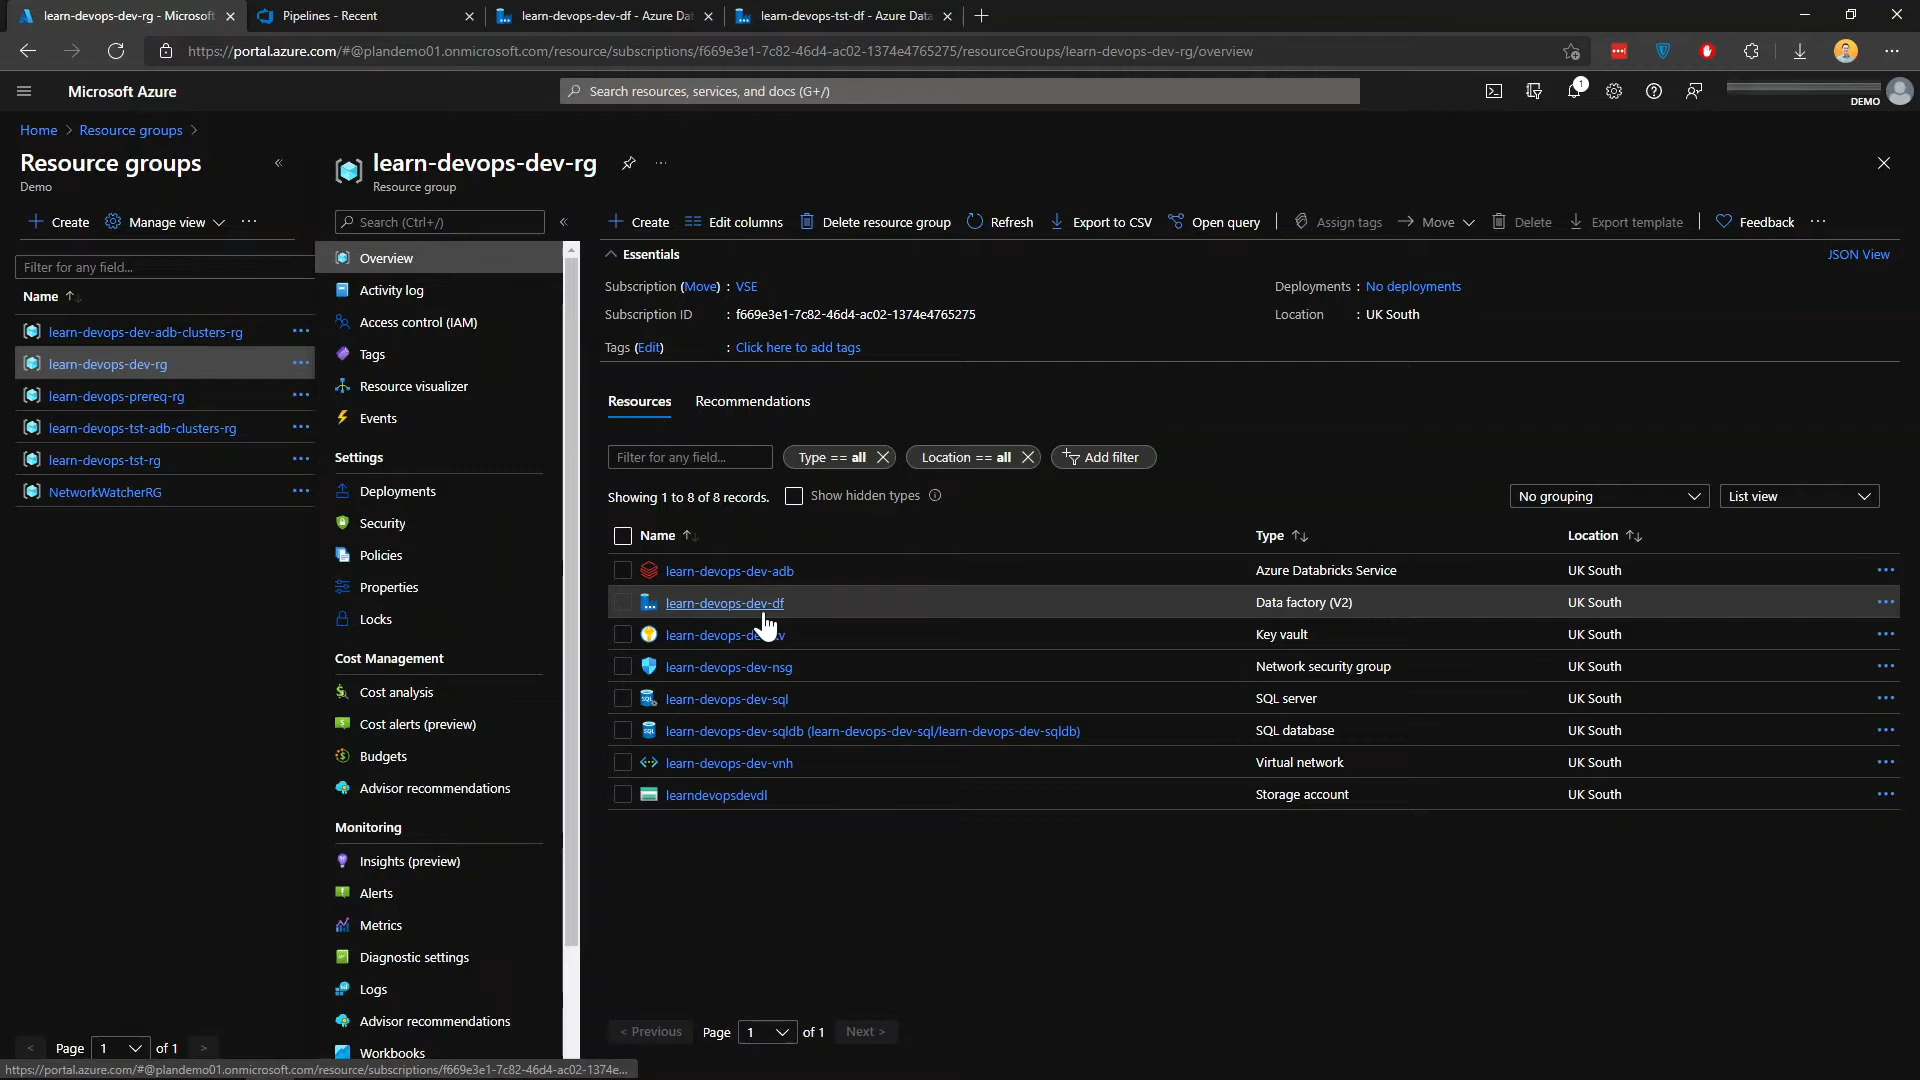 learn-devops-dev-rg - Microsoft
Pipelines - Recent
learn-devops-dev-df - Azure Dat
learn-devops-tst-df - Azure Data
https://portal.azure.com/#@plandemo01.onmicrosoft.com/resource/subscriptions/f669e3e1-7c82-46d4-ac02-1374e4765275/resourceGroups/learn-devops-dev-rg/overview
Microsoft Azure
Search resources, services, and docs (G+/)
1
DEMO
Home > Resource groups >
Resource groups
Demo
Create
Manage view
Filter for any field...
Name
learn-devops-dev-adb-clusters-rg
learn-devops-dev-rg
learn-devops-prereq-rg
learn-devops-tst-adb-clusters-rg
learn-devops-tst-rg
NetworkWatcherRG
< Page 1 of 1 >
learn-devops-dev-rg
Resource group
Search (Ctrl+/)
Overview
Activity log
Access control (IAM)
Tags
Resource visualizer
Events
Settings
Deployments
Security
Policies
Properties
Locks
Cost Management
Cost analysis
Cost alerts (preview)
Budgets
Advisor recommendations
Monitoring
Insights (preview)
Alerts
Metrics
Diagnostic settings
Logs
Advisor recommendations
Workbooks
Create
Edit columns
Delete resource group
Refresh
Export to CSV
Open query
Assign tags
Move
Delete
Export template
Feedback
Essentials
JSON View
Subscription (Move) : VSE
Deployments : No deployments
Subscription ID : f669e3e1-7c82-46d4-ac02-1374e4765275
Location : UK South
Tags (Edit) : Click here to add tags
Resources
Recommendations
Filter for any field...
Type == all
Location == all
Add filter
Showing 1 to 8 of 8 records.
Show hidden types
No grouping
List view
Name Type Location
learn-devops-dev-adb Azure Databricks Service UK South
learn-devops-dev-df Data factory (V2) UK South
learn-devops-de v Key vault UK South
learn-devops-dev-nsg Network security group UK South
learn-devops-dev-sql SQL server UK South
learn-devops-dev-sqldb (learn-devops-dev-sql/learn-devops-dev-sqldb) SQL database UK South
learn-devops-dev-vnh Virtual network UK South
learndevopsdevdl Storage account UK South
< Previous Page 1 of 1 Next >
https://portal.azure.com/#@plandemo01.onmicrosoft.com/resource/subscriptions/f669e3e1-7c82-46d4-ac02-1374e...